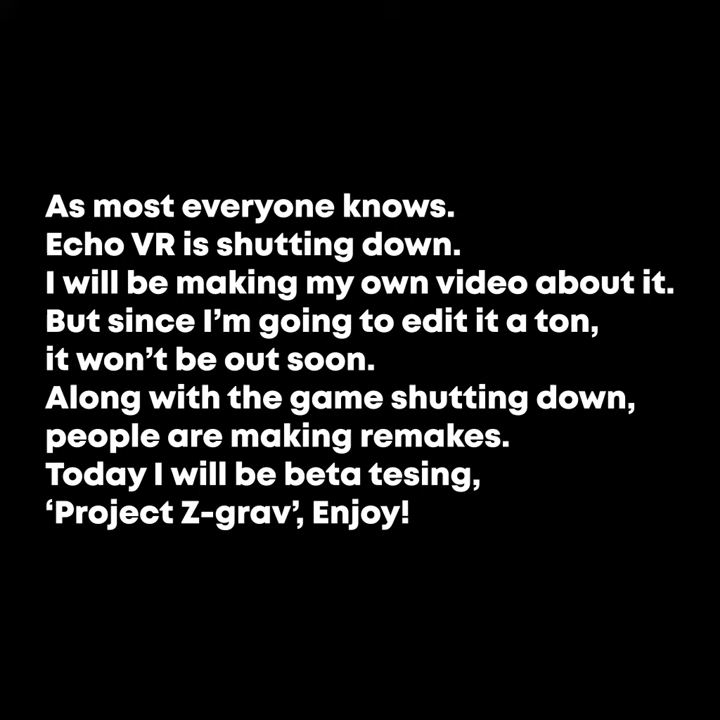 As most everyone knows.
Echo VR is shutting down.
I will be making my own video about it.
But since I’m going to edit it a ton,
it won’t be out soon.
Along with the game shutting down,
people are making remakes.
Today I will be beta tesing,
‘Project Z-grav’, Enjoy!